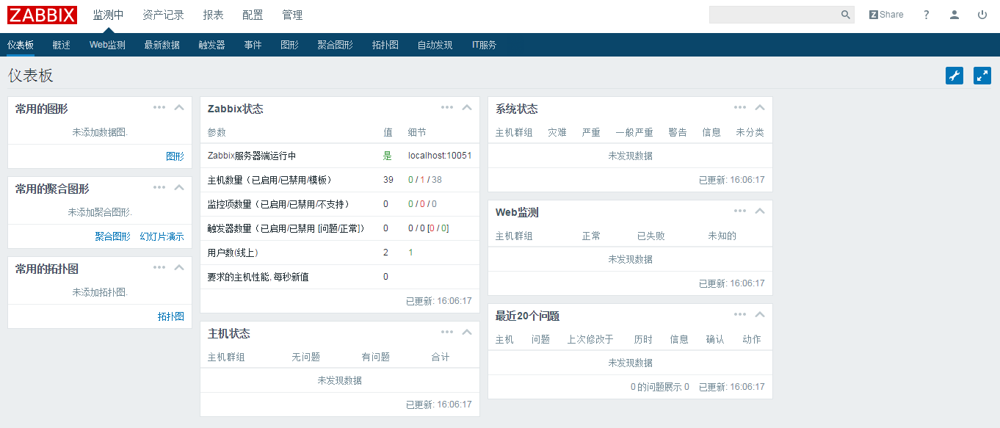 ZABBIX 监测中 资产记录 报表 配置 管理 Z Share ?
仪表板 概述 Web监测 最新数据 触发器 事件 图形 聚合图形 拓扑图 自动发现 IT服务
仪表板
常用的图形
未添加数据图.
图形
常用的聚合图形
未添加聚合图形.
聚合图形 幻灯片演示
常用的拓扑图
未添加拓扑图.
拓扑图
Zabbix状态
参数 值 细节
Zabbix服务器端运行中 是 localhost:10051
主机数量（已启用/已禁用/模板） 39 0 / 1 / 38
监控项数量（已启用/已禁用/不支持） 0 0 / 0 / 0
触发器数量（已启用/已禁用 [问题/正常]） 0 0 / 0 [0 / 0]
用户数(线上) 2 1
要求的主机性能, 每秒新值 0
已更新: 16:06:17
主机状态
主机群组 无问题 有问题 合计
未发现数据
已更新: 16:06:17
系统状态
主机群组 灾难 严重 一般严重 警告 信息 未分类
未发现数据
已更新: 16:06:17
Web监测
主机群组 正常 已失败 未知的
未发现数据
已更新: 16:06:17
最近20个问题
主机 问题 上次修改于 历时 信息 确认 动作
未发现数据
0 的问题展示 0 已更新: 16:06:17